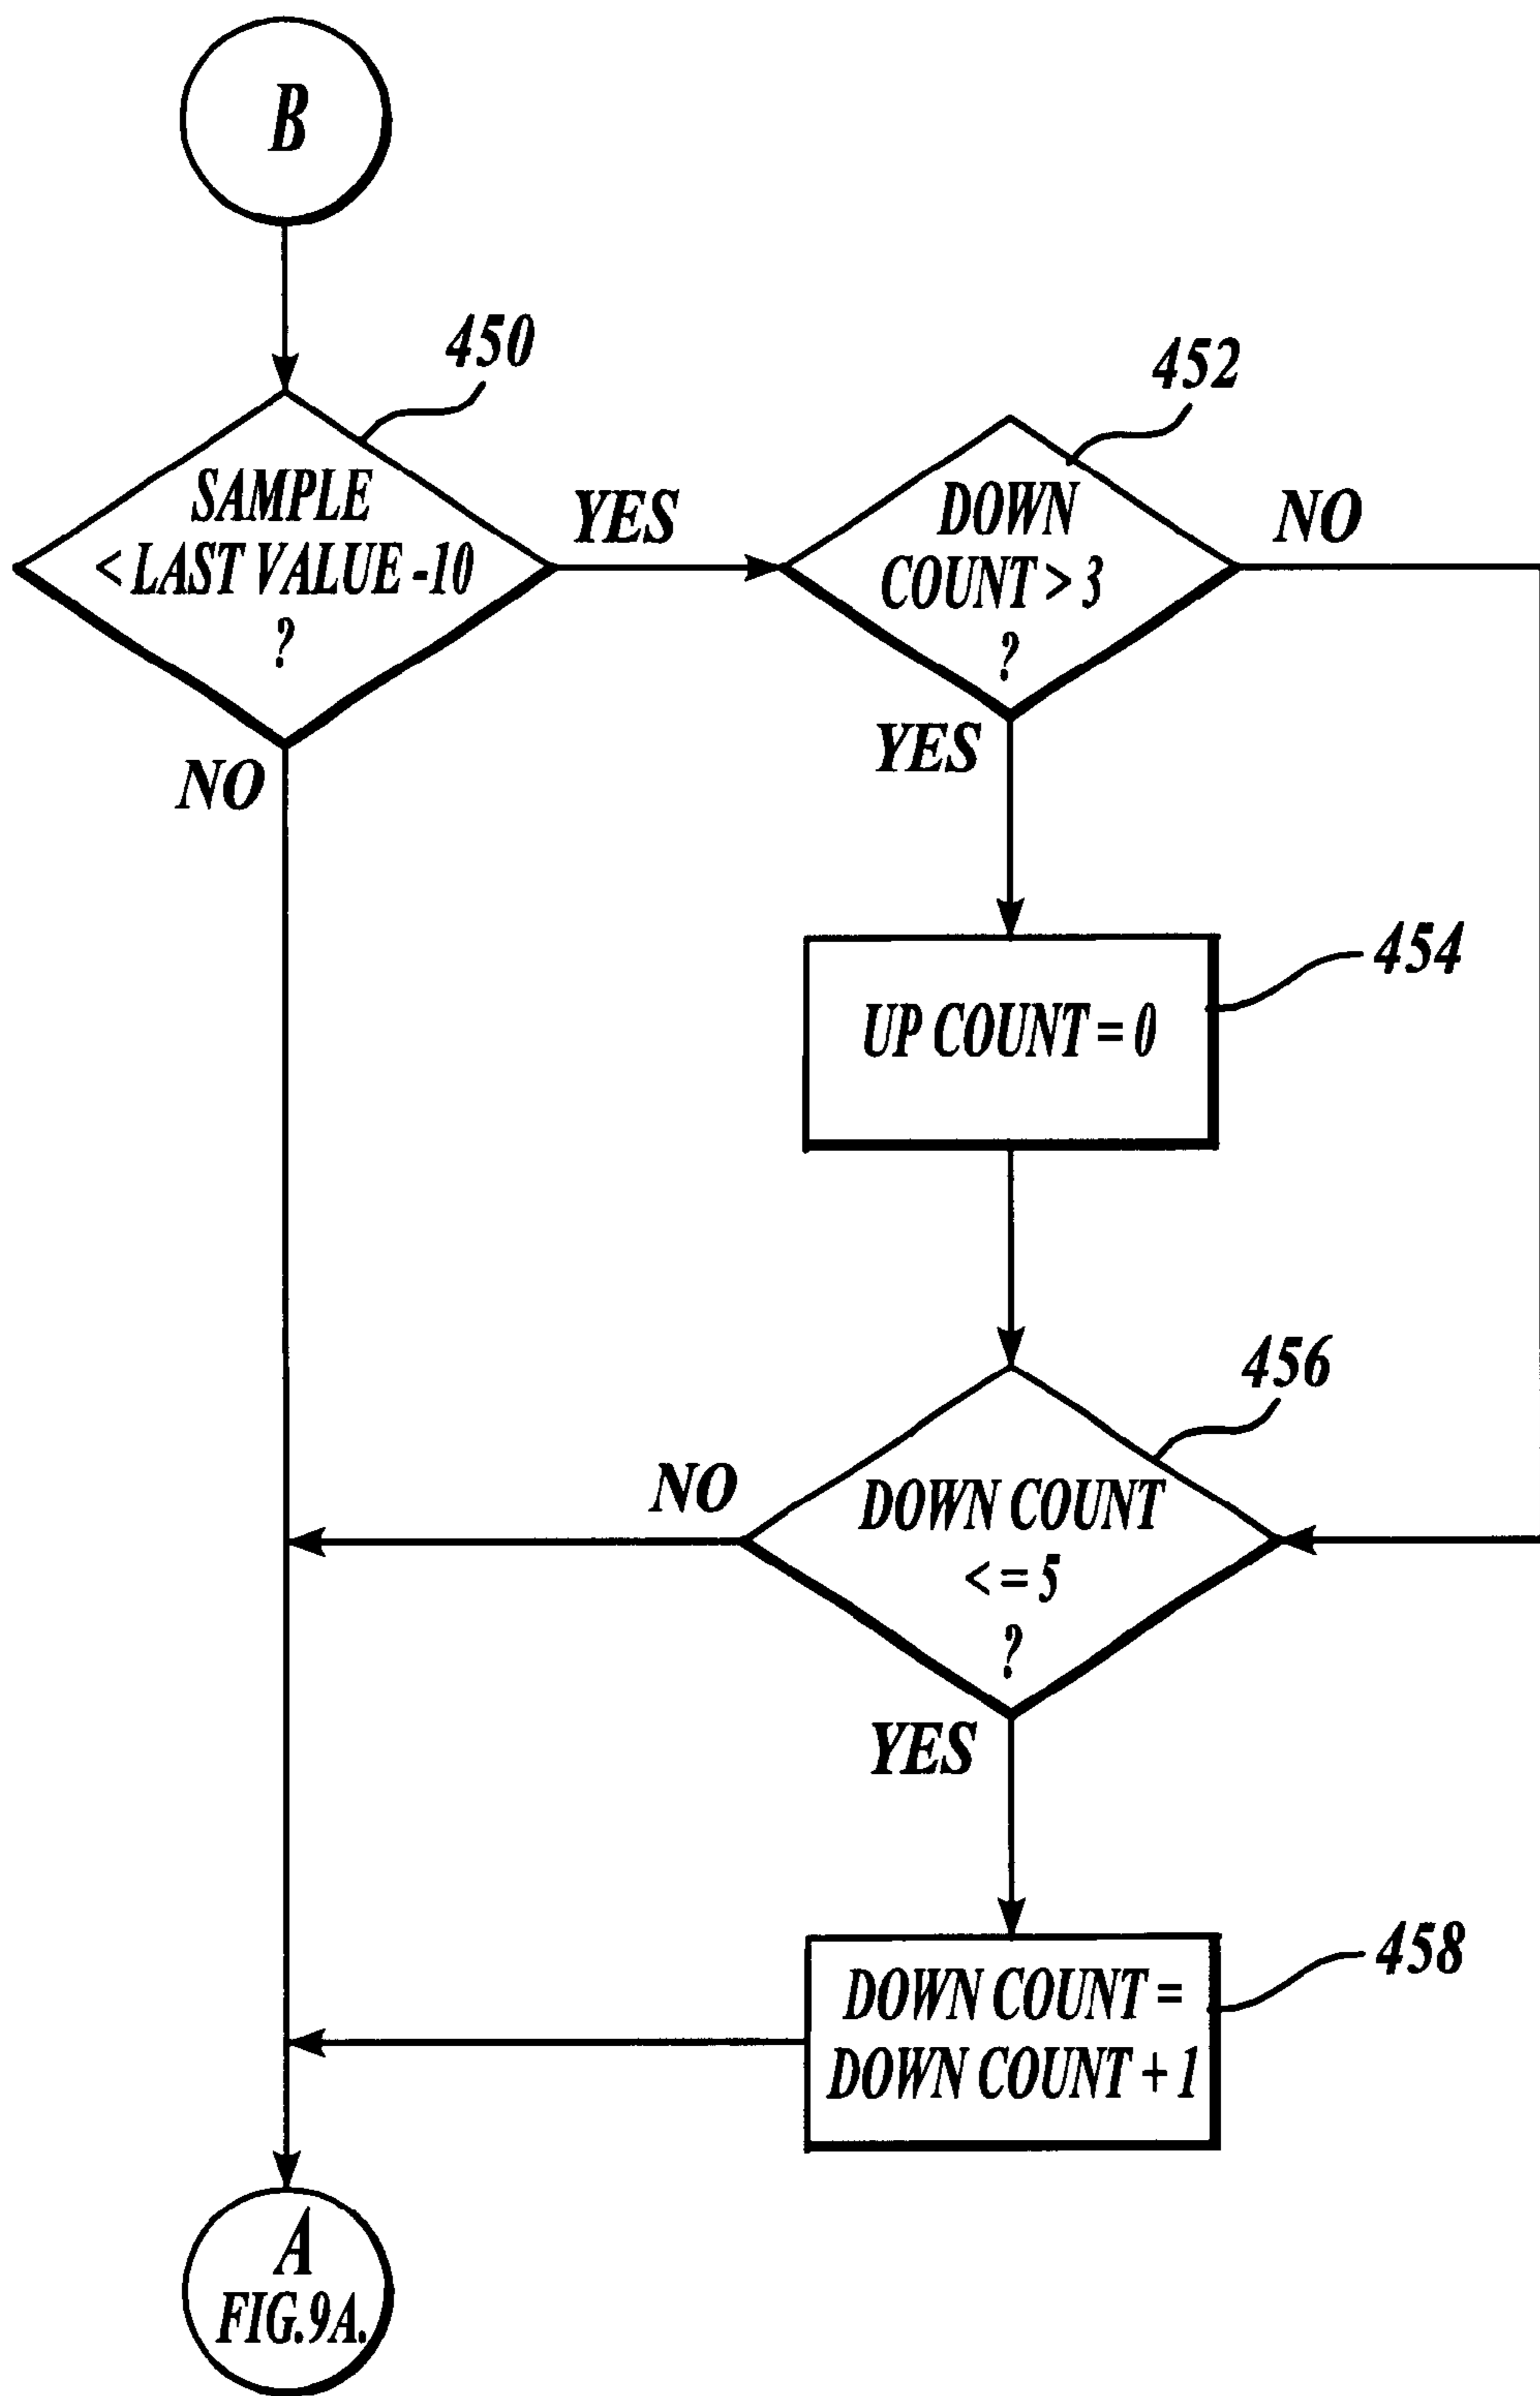 B
450
SAMPLE
< LAST VALUE -10
?
YES
NO
452
DOWN
COUNT > 3
?
NO
YES
454
UP COUNT = 0
456
DOWN COUNT
< = 5
?
NO
YES
458
DOWN COUNT =
DOWN COUNT + 1
A
FIG.9A.